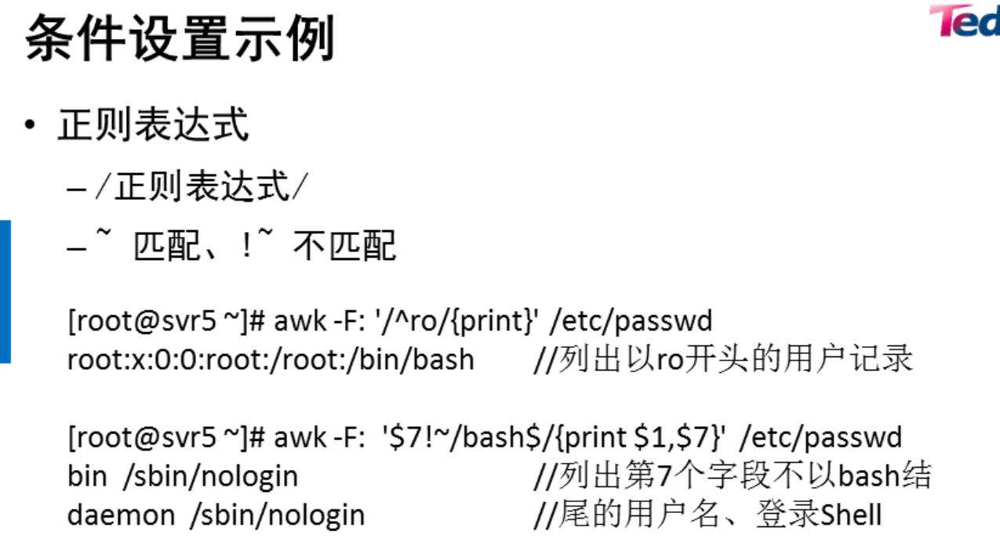 条件设置示例
Ted
• 正则表达式
– /正则表达式/
– ~ 匹配、!~ 不匹配
[root@svr5 ~]# awk -F: '/^ro/{print}' /etc/passwd
root:x:0:0:root:/root:/bin/bash //列出以ro开头的用户记录
[root@svr5 ~]# awk -F: '$7!~/bash$/{print $1,$7}' /etc/passwd
bin /sbin/nologin //列出第7个字段不以bash结
daemon /sbin/nologin //尾的用户名、登录Shell